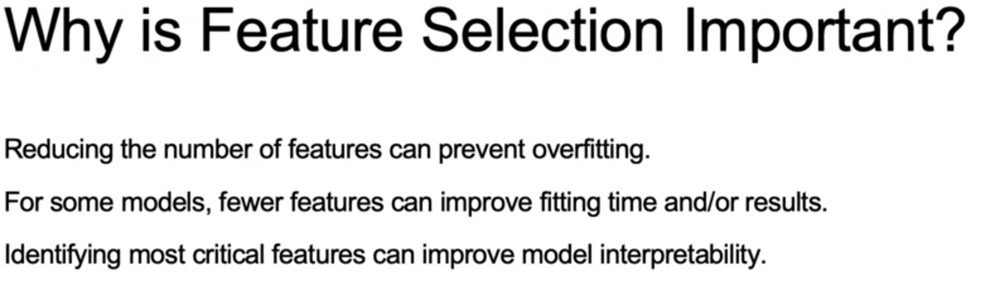 Why is Feature Selection Important?
Reducing the number of features can prevent overfitting.
For some models, fewer features can improve fitting time and/or results.
Identifying most critical features can improve model interpretability.